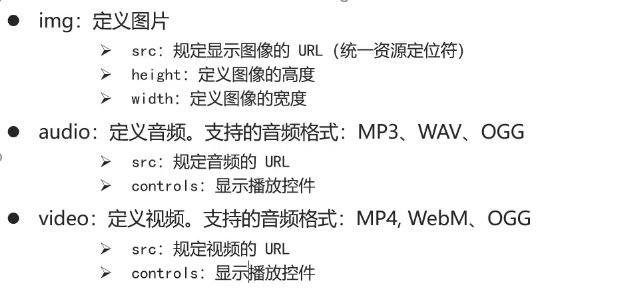 ● img：定义图片
➢ src：规定显示图像的 URL（统一资源定位符）
➢ height：定义图像的高度
➢ width：定义图像的宽度
● audio：定义音频。支持的音频格式：MP3、WAV、OGG
➢ src：规定音频的 URL
➢ controls：显示播放控件
● video：定义视频。支持的音频格式：MP4, WebM、OGG
➢ src：规定视频的 URL
➢ controls：显示播放控件